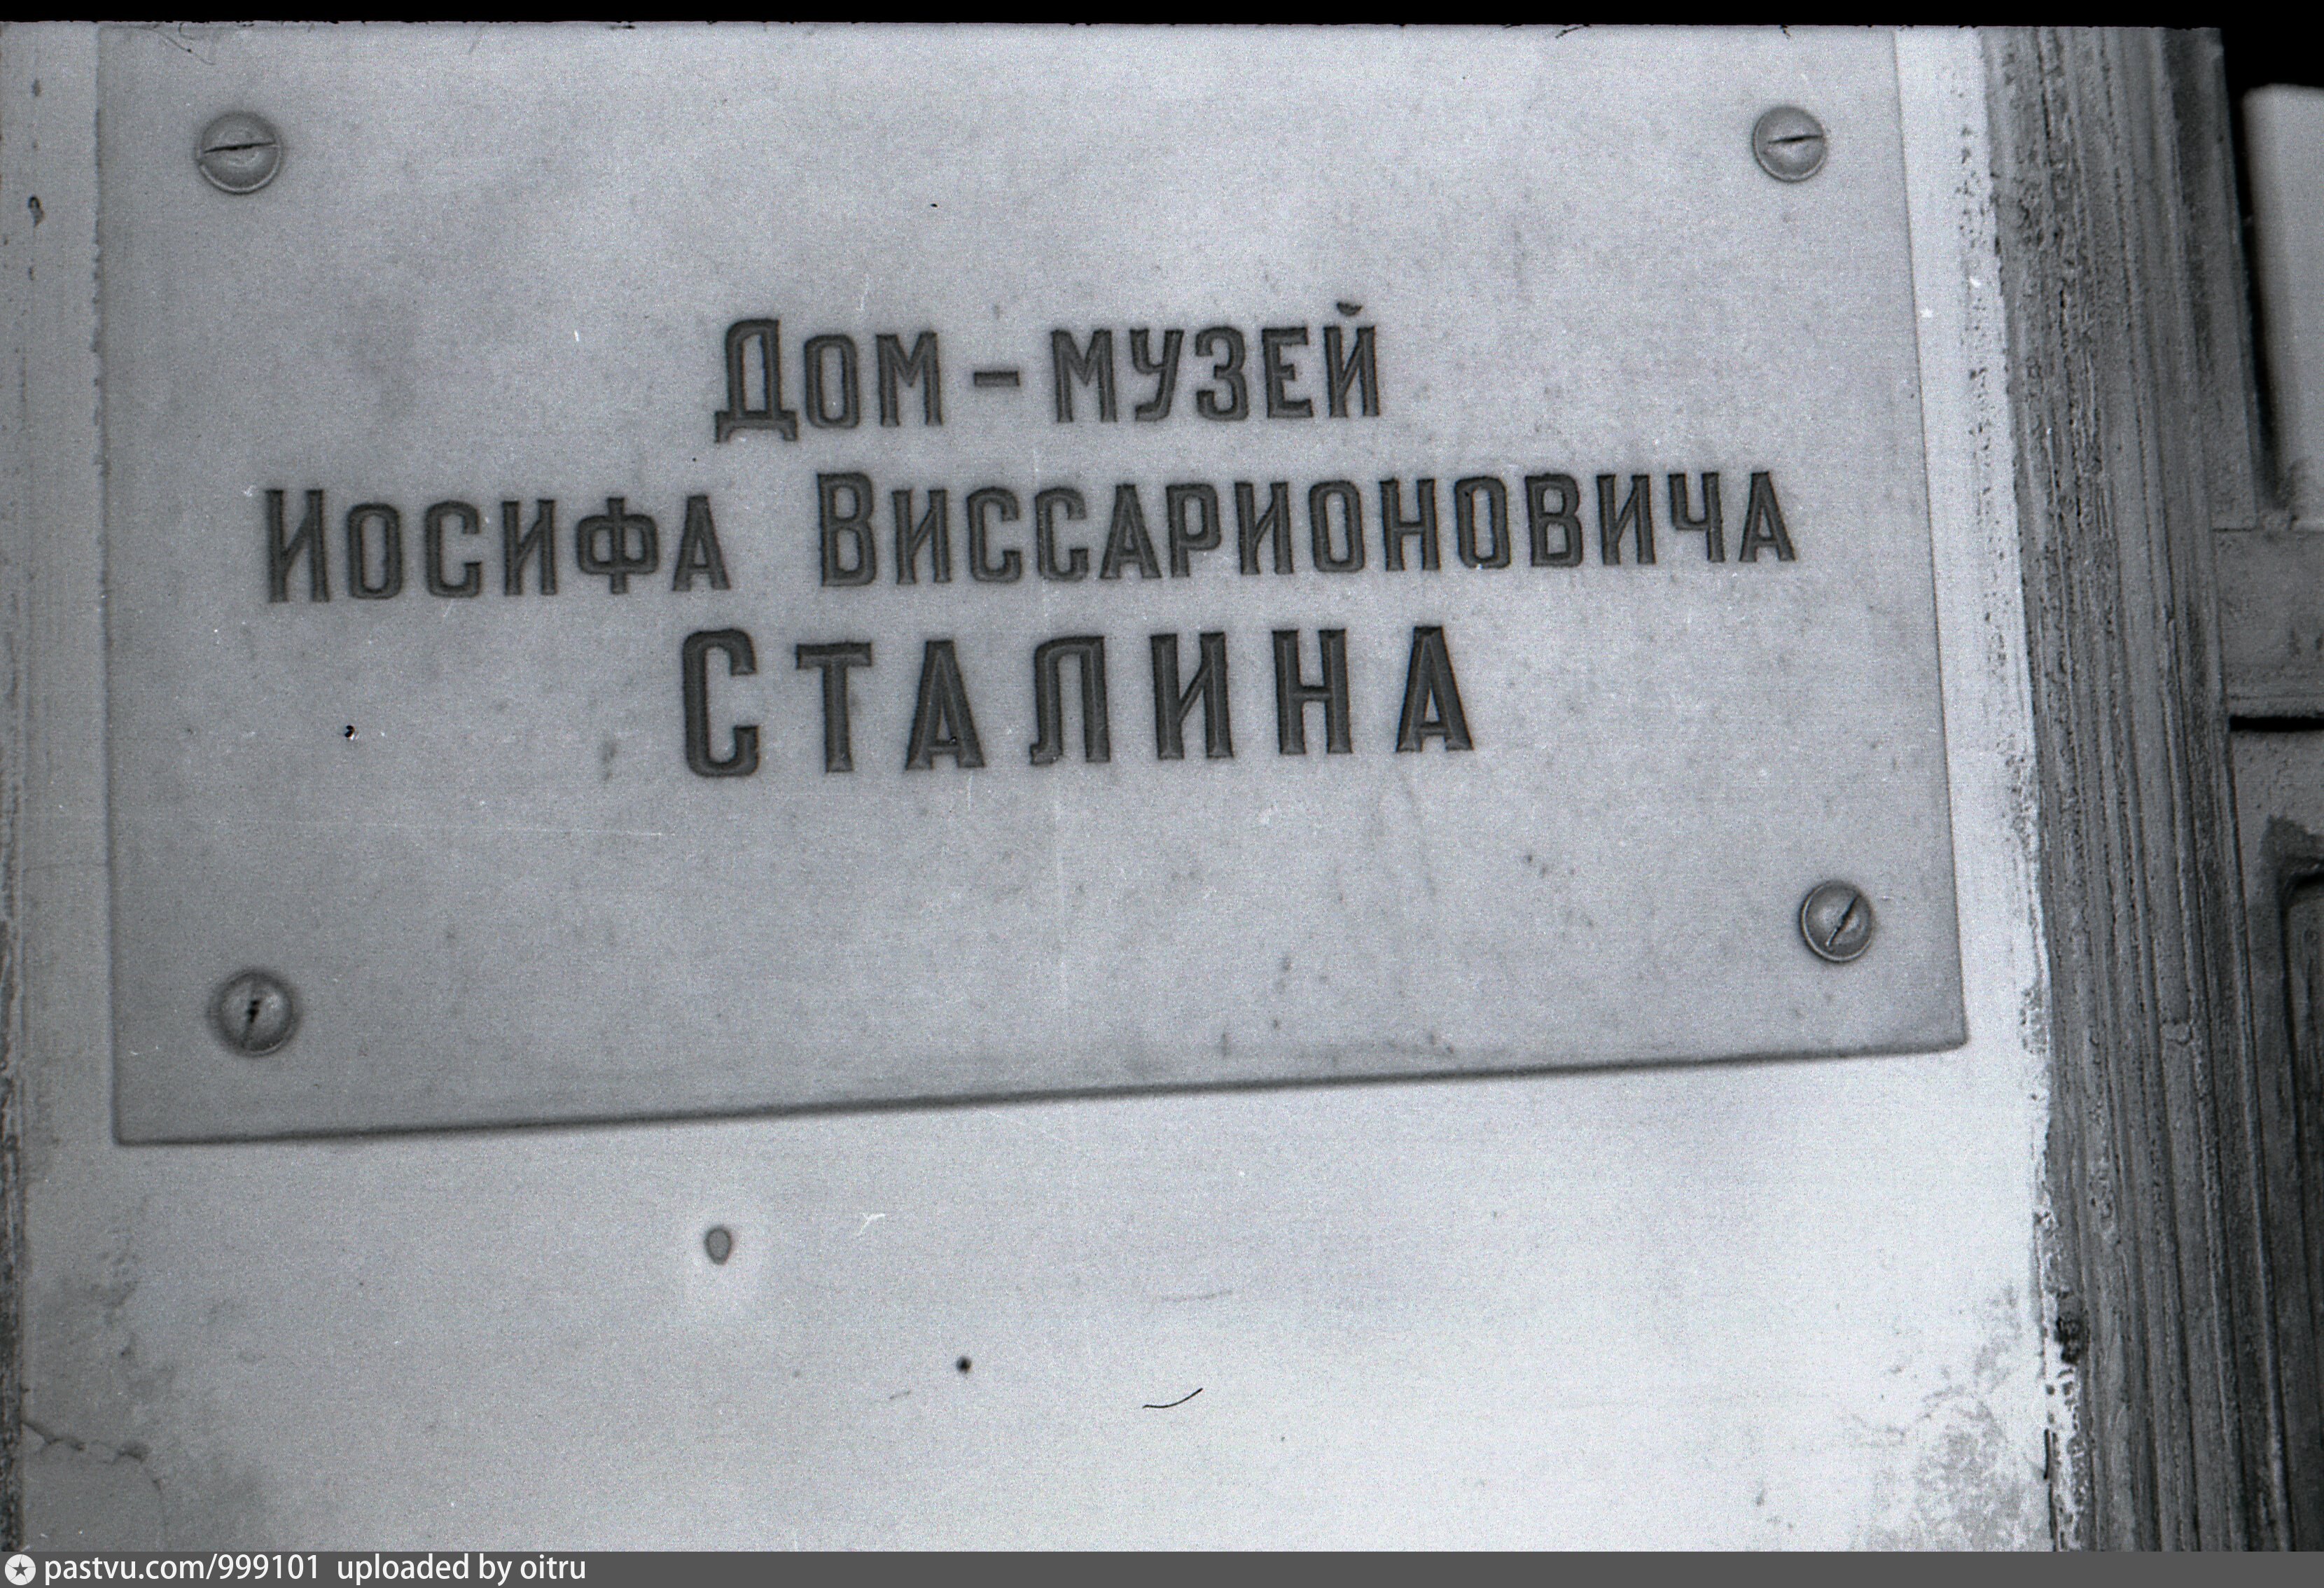 Дом-музей
Иосифа Виссарионовича
Сталина
pastvu.com/999101 uploaded by oitru